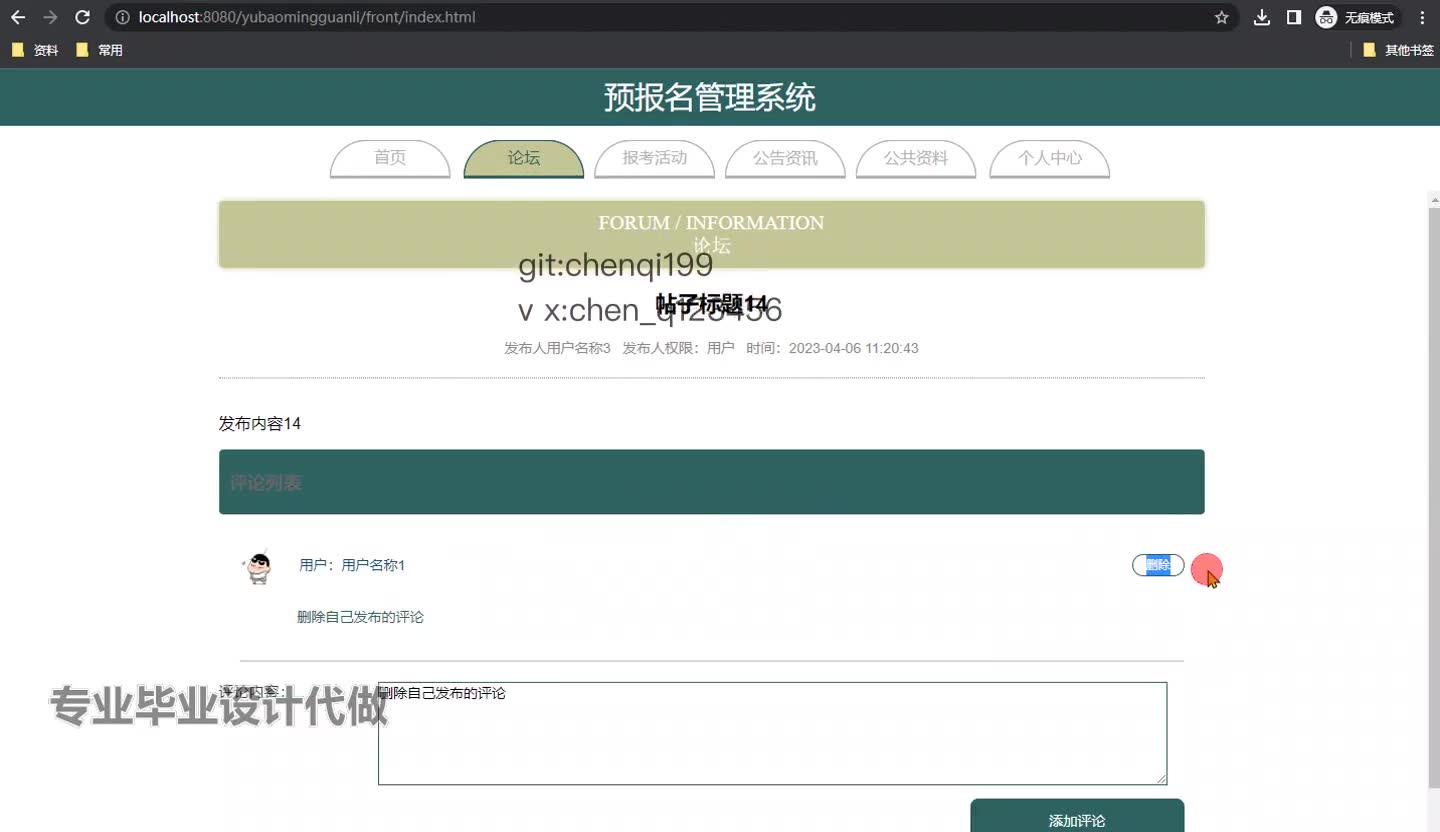 localhost:8080/yubaomingguanli/front/index.html
无痕模式
资料 常用 其他书签
预报名管理系统
首页 论坛 报考活动 公告资讯 公共资料 个人中心
FORUM / INFORMATION
论坛
git:chenqi199
帖子标题14
v x:chen_q123456
发布人用户名称3 发布人权限：用户 时间：2023-04-06 11:20:43
发布内容14
评论列表
用户：用户名称1 删除
删除自己发布的评论
评论内容:
删除自己发布的评论
专业毕业设计代做
添加评论